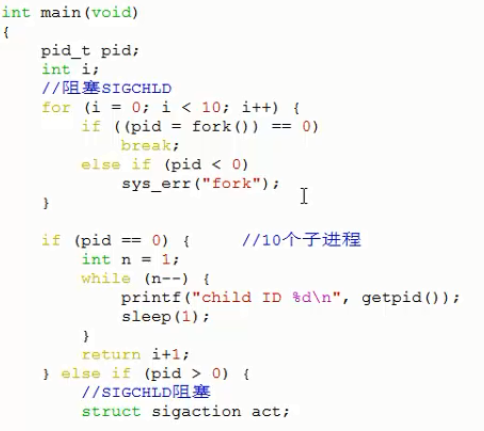 int main(void)
{
    pid_t pid;
    int i;
    //阻塞SIGCHLD
    for (i = 0; i < 10; i++) {
        if ((pid = fork()) == 0)
            break;
        else if (pid < 0)
            sys_err("fork");
    }

    if (pid == 0) {     //10个子进程
        int n = 1;
        while (n--) {
            printf("child ID %d\n", getpid());
            sleep(1);
        }
        return i+1;
    } else if (pid > 0) {
        //SIGCHLD阻塞
        struct sigaction act;